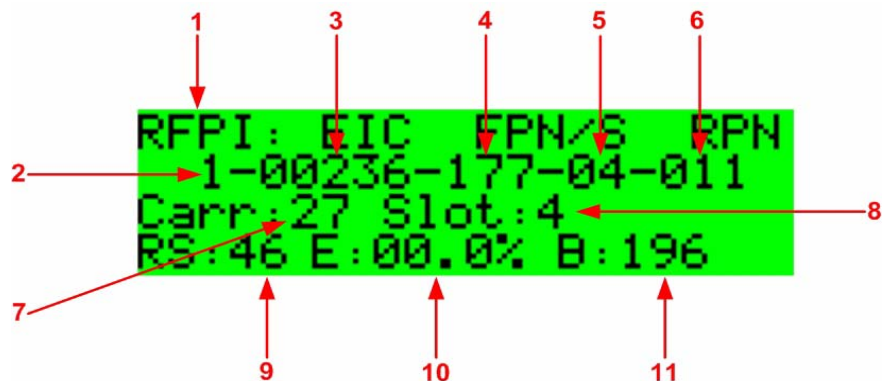 1 3 4 5 6
RFPI: EIC FPN/S RPN
2 1-00236-177-04-011
Carr:27 Slot:4 8
RS:46 E:00.0% B:196
7
9 10 11